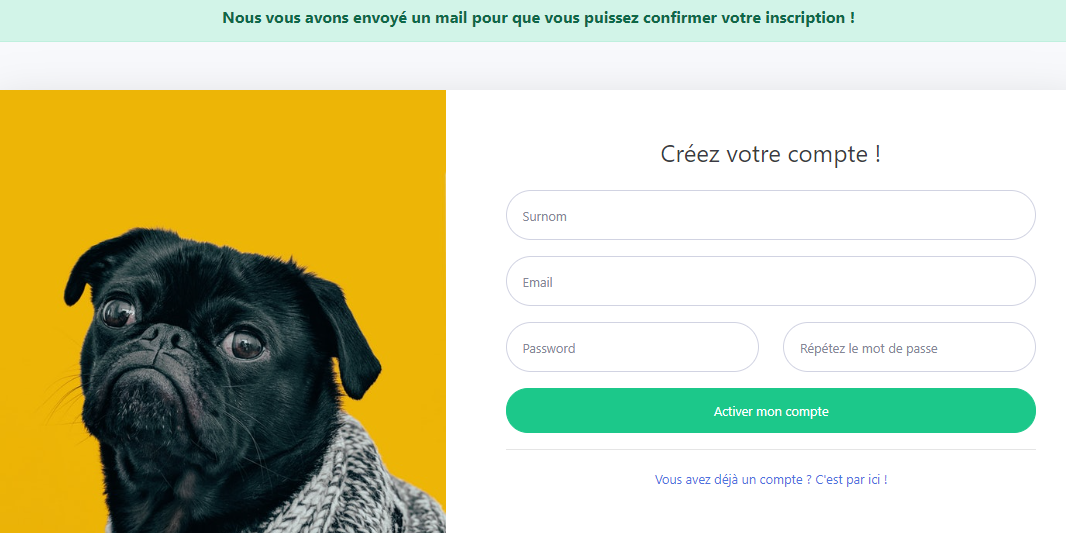 Nous vous avons envoyé un mail pour que vous puissez confirmer votre inscription !
Créez votre compte !
Surnom
Email
Password
Répétez le mot de passe
Activer mon compte
Vous avez déjà un compte ? C'est par ici !